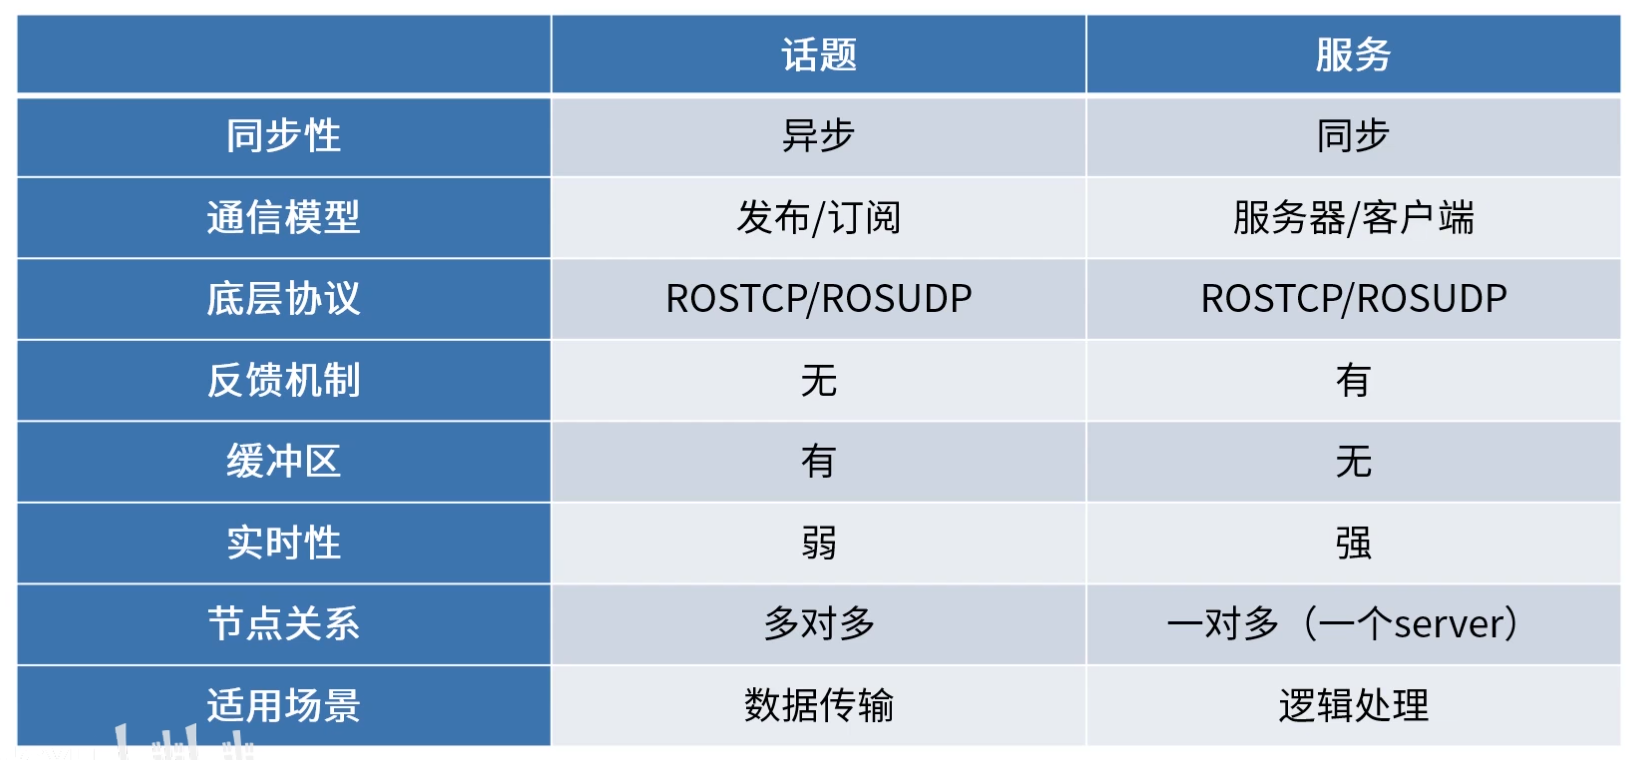 话题 服务
同步性 异步 同步
通信模型 发布/订阅 服务器/客户端
底层协议 ROSTCP/ROSUDP ROSTCP/ROSUDP
反馈机制 无 有
缓冲区 有 无
实时性 弱 强
节点关系 多对多 一对多（一个server）
适用场景 数据传输 逻辑处理